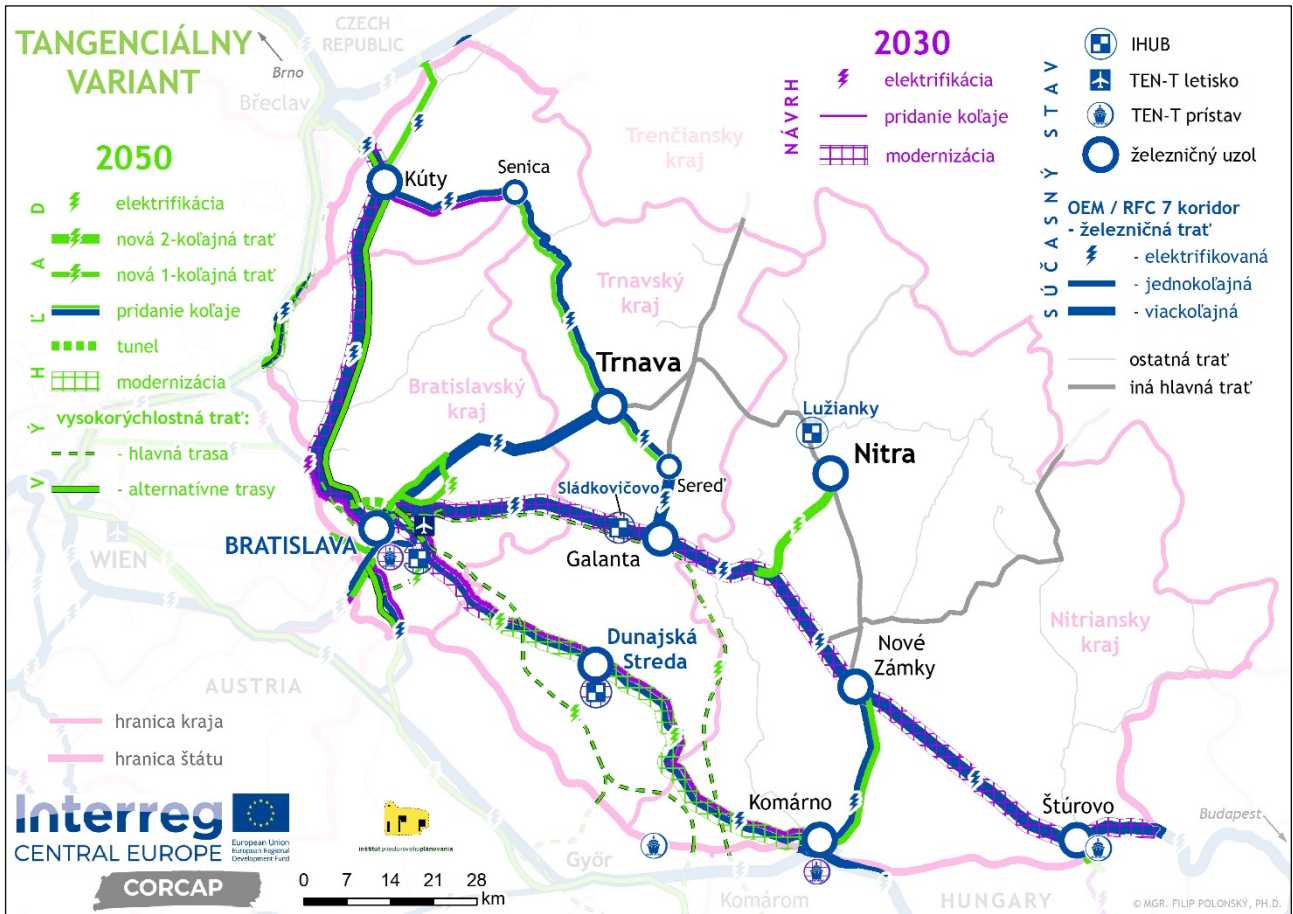 TANGENCIÁLNY
VARIANT
CZECH
REPUBLIC
Brno
Břeclav
2050
VÝHĽAD
elektrifikácia
nová 2-koľajná trať
nová 1-koľajná trať
pridanie koľaje
tunel
modernizácia
vysokorýchlostná trať:
- hlavná trasa
- alternatívne trasy
2030
NÁVRH
elektrifikácia
pridanie koľaje
modernizácia
SÚČASNÝ STAV
IHUB
TEN-T letisko
TEN-T prístav
železničný uzol
OEM / RFC 7 koridor
- železničná trať
- elektrifikovaná
- jednokoľajná
- viackoľajná
ostatná trať
iná hlavná trať
Trenčiansky
kraj
Kúty
Senica
Trnavský
kraj
Trnava
Bratislavský
kraj
Lužianky
Nitra
Sereď
Sládkovičovo
Galanta
BRATISLAVA
WIEN
Dunajská
Streda
Nové
Zámky
Nitriansky
kraj
AUSTRIA
hranica kraja
hranica štátu
Komárno
Štúrovo
Budapest
Győr
Komárom
HUNGARY
Interreg
CENTRAL EUROPE
European Union
European Regional
Development Fund
CORCAP
inštitut priestorového plánovania
0 7 14 21 28
km
© MGR. FILIP POLONSKÝ, PH.D.